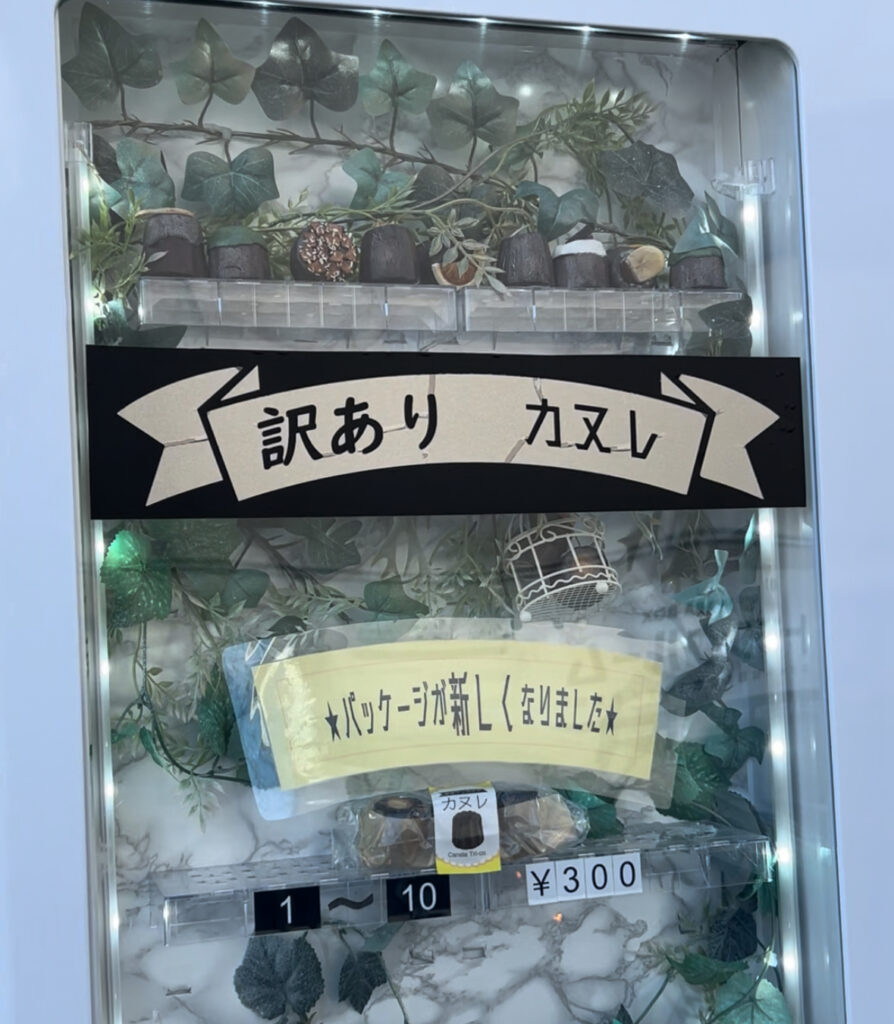 訳あり カヌレ
★パッケージが新しくなりました★
カヌレ
1 〜 10
¥300